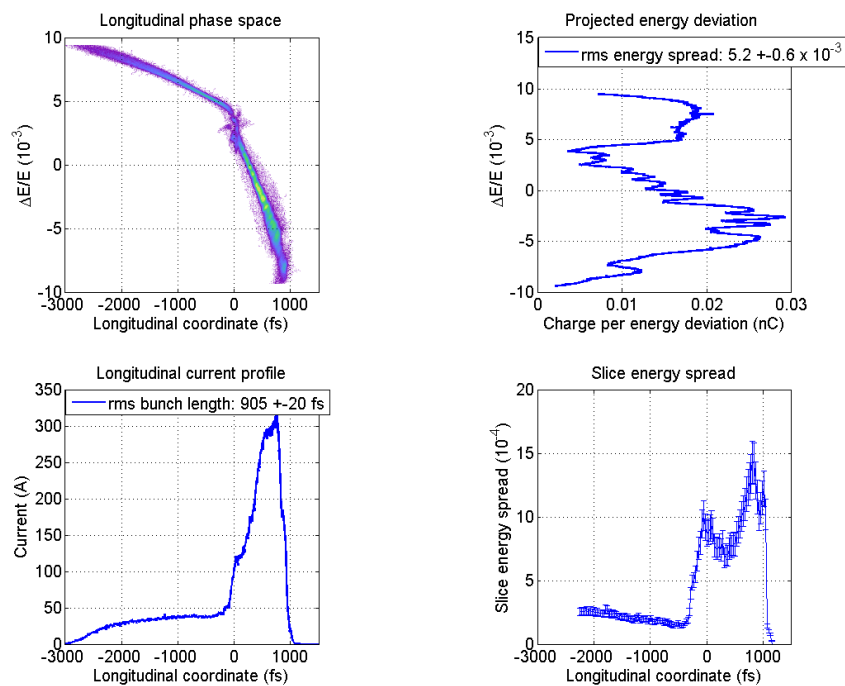 Longitudinal phase space
10
5
0
-5
-10
-3000 -2000 -1000 0 1000
ΔE/E (10^-3)
Longitudinal coordinate (fs)
Projected energy deviation
15
10
5
0
-5
-10
0 0.01 0.02 0.03
rms energy spread: 5.2 +-0.6 x 10^-3
ΔE/E (10^-3)
Charge per energy deviation (nC)
Longitudinal current profile
350
300
250
200
150
100
50
0
-3000 -2000 -1000 0 1000
rms bunch length: 905 +-20 fs
Current (A)
Longitudinal coordinate (fs)
Slice energy spread
20
15
10
5
0
-3000 -2000 -1000 0 1000
Slice energy spread (10^-4)
Longitudinal coordinate (fs)